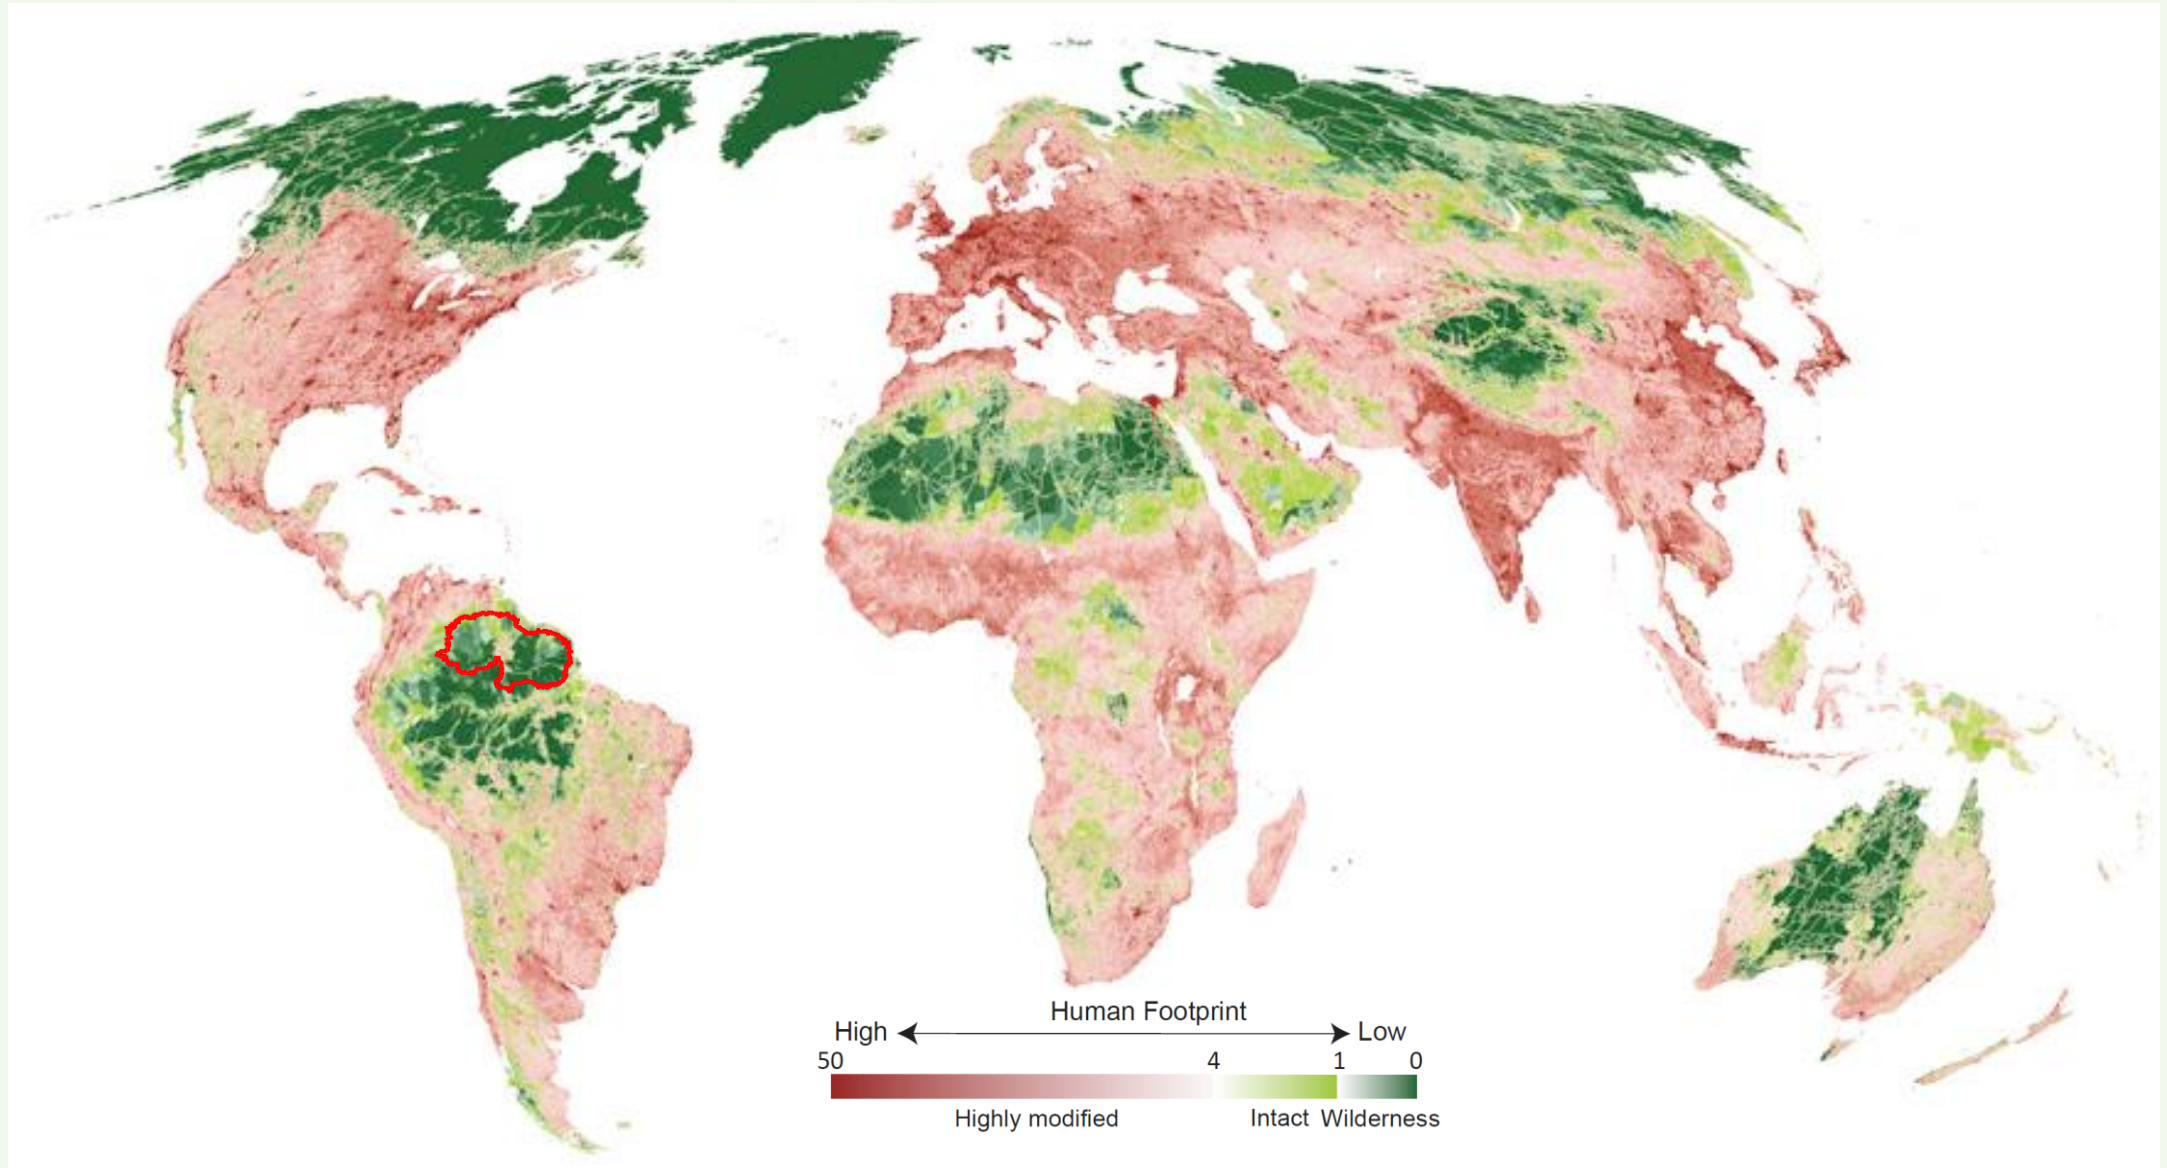 Human Footprint
High Low
50 4 1 0
Highly modified Intact Wilderness